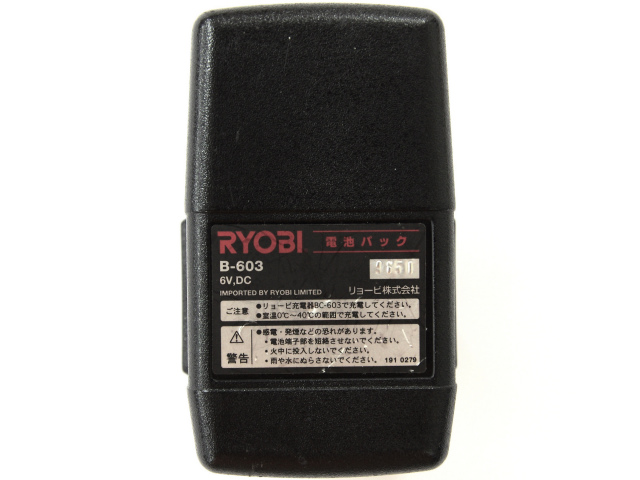 RYOBI 電池パック
B-603
6V,DC
IMPORTED BY RYOBI LIMITED リョービ株式会社
ご注意 ●リョービ充電器BC-603で充電してください。
●室温0℃〜40℃の範囲で充電してください。
警告 ●感電・発煙などの恐れがあります。
・電池端子部を短絡させないでください。
・火中に投入しないでください。
・雨や水にぬらさないでください。 191 0279